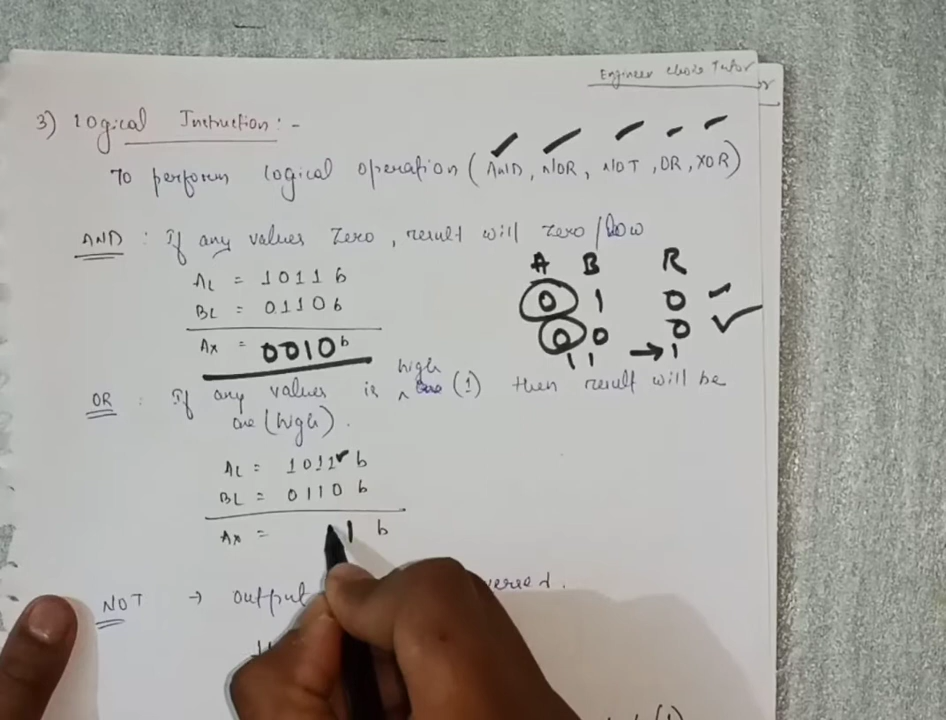 Engineer choice Tutor
or
3) Logical Instruction:-
To perform logical operation (AND, NOR, NOT, OR, XOR)
AND : If any values zero, result will zero/low
A B R
AL = 1011 b
0 1 0
BL = 0110 b
0 0 0
AX = 0010 b
1 1 → 1
high
OR : If any values is ^ one (1) then result will be
one (high).
AL = 1011 b
BL = 0110 b
AX = 11 b
NOT → output